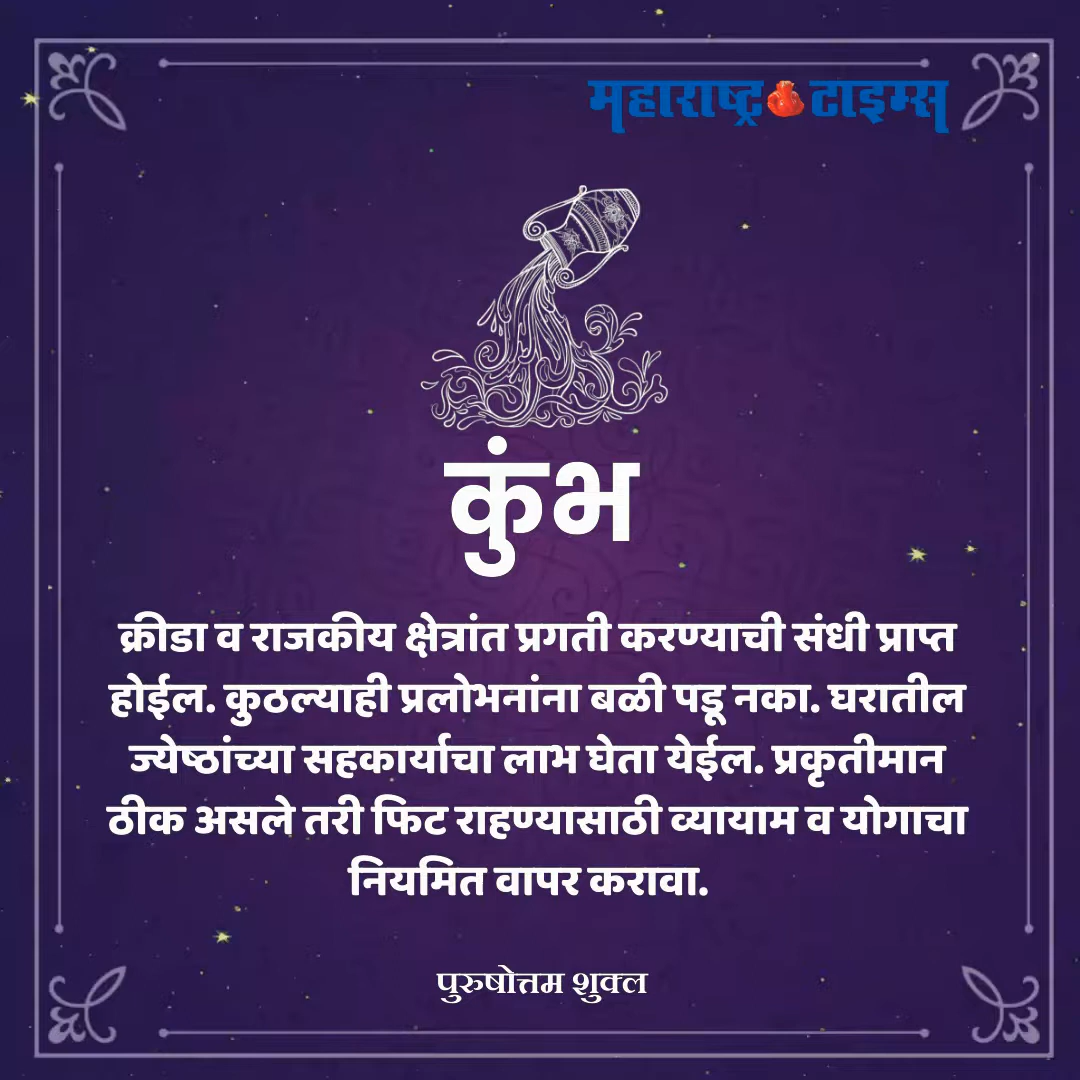 महाराष्ट्र टाइम्स
कुंभ
क्रीडा व राजकीय क्षेत्रांत प्रगती करण्याची संधी प्राप्त
होईल. कुठल्याही प्रलोभनांना बळी पडू नका. घरातील
ज्येष्ठांच्या सहकार्याचा लाभ घेता येईल. प्रकृतीमान
ठीक असले तरी फिट राहण्यासाठी व्यायाम व योगाचा
नियमित वापर करावा.
पुरुषोत्तम शुक्ल